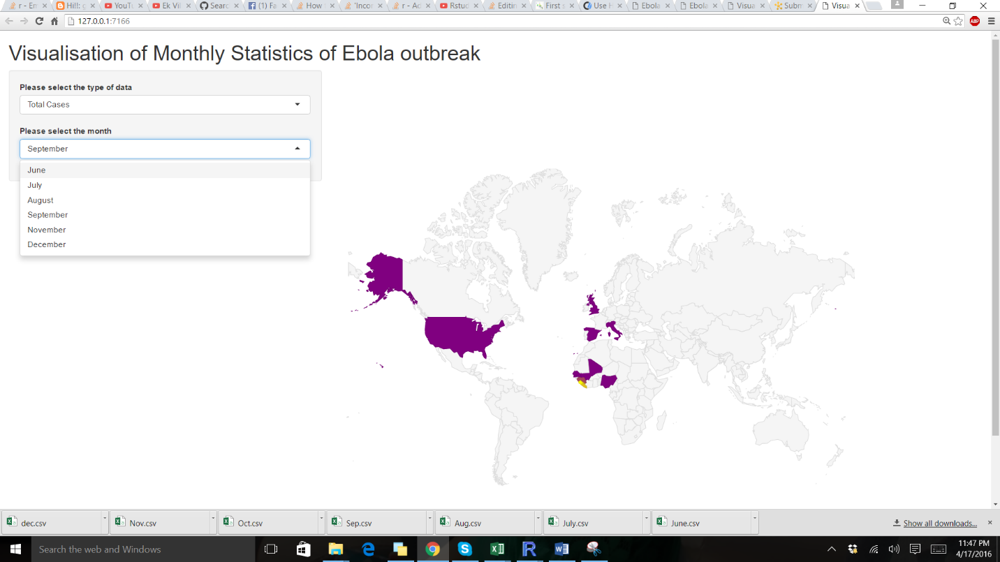 r - En
Hi!!: g
YouTu
Ek Vil
Searc
(1) Fa
How
'Incor
r - Ac
Rstud
Editin
First s
Use H
Ebola
Ebola
Visua
Subm
Visua
127.0.0.1:7166
ABP
Visualisation of Monthly Statistics of Ebola outbreak
Please select the type of data
Total Cases
Please select the month
September
June
July
August
September
November
December
dec.csv
Nov.csv
Oct.csv
Sep.csv
Aug.csv
July.csv
June.csv
Show all downloads...
Search the web and Windows
11:47 PM
4/17/2016